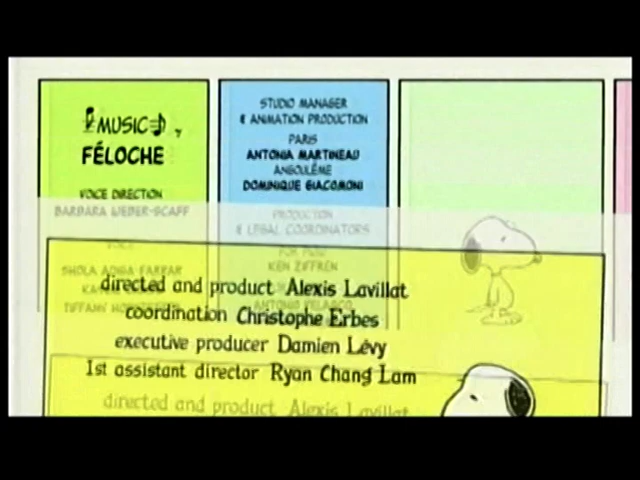 MUSIC
FÉLOCHE
VOICE DIRECTION
BARBARA WEBER-SCAFF
VOICE
STUDIO MANAGER
& ANIMATION PRODUCTION
PARIS
ANTONIA MARTINEAU
ANGOULÊME
DOMINIQUE GIACOMONI
PRODUCTION
& LEGAL COORDINATORS
KEN ZIFFREN
directed and product Alexis Lavillat
coordination Christophe Erbes
executive producer Damien Lévy
1st assistant director Ryan Chang Lam
directed and product Alexis Lavillat